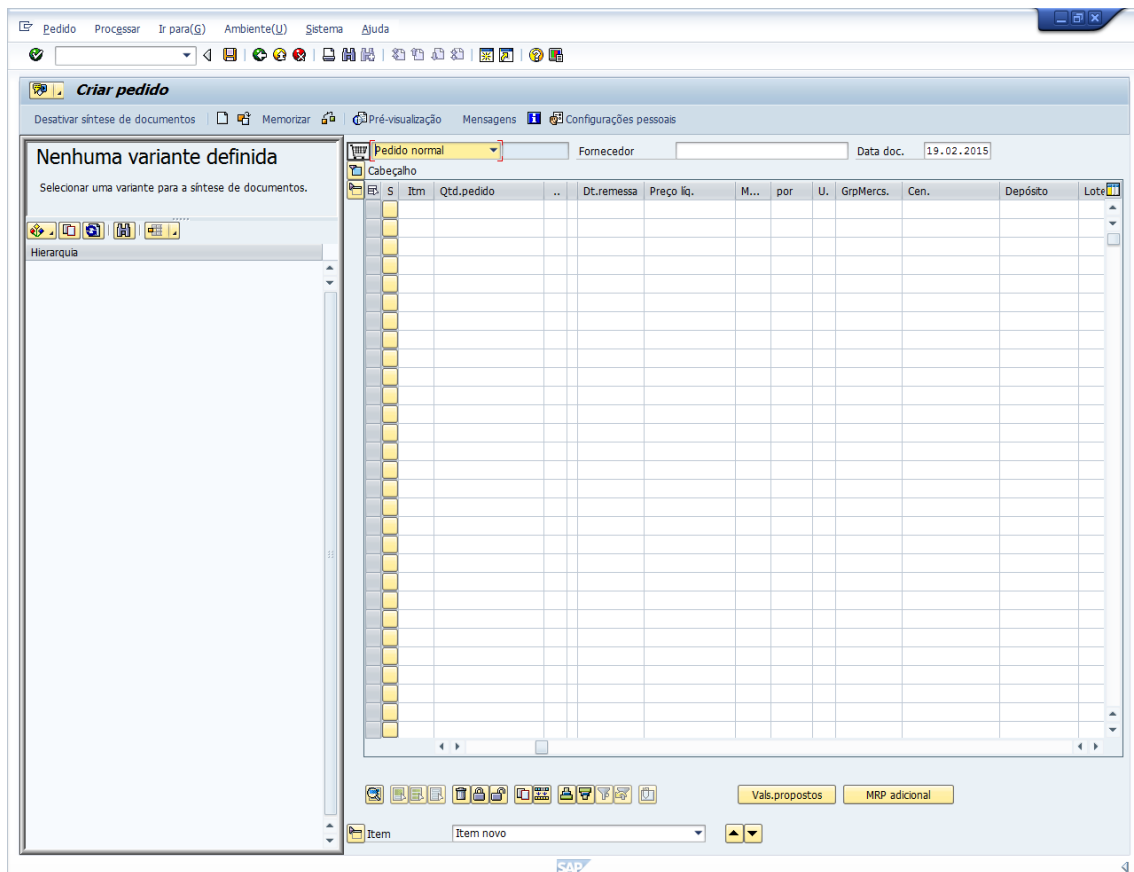 Pedido Processar Ir para(G) Ambiente(U) Sistema Ajuda
Criar pedido
Desativar síntese de documentos Memorizar Pré-visualização Mensagens Configurações pessoais
Nenhuma variante definida
Selecionar uma variante para a síntese de documentos.
Hierarquia
Pedido normal Fornecedor Data doc. 19.02.2015
Cabeçalho
S Itm Qtd.pedido .. Dt.remessa Preço líq. M... por U. GrpMercs. Cen. Depósito Lote
Vals.propostos MRP adicional
Item Item novo
SAP